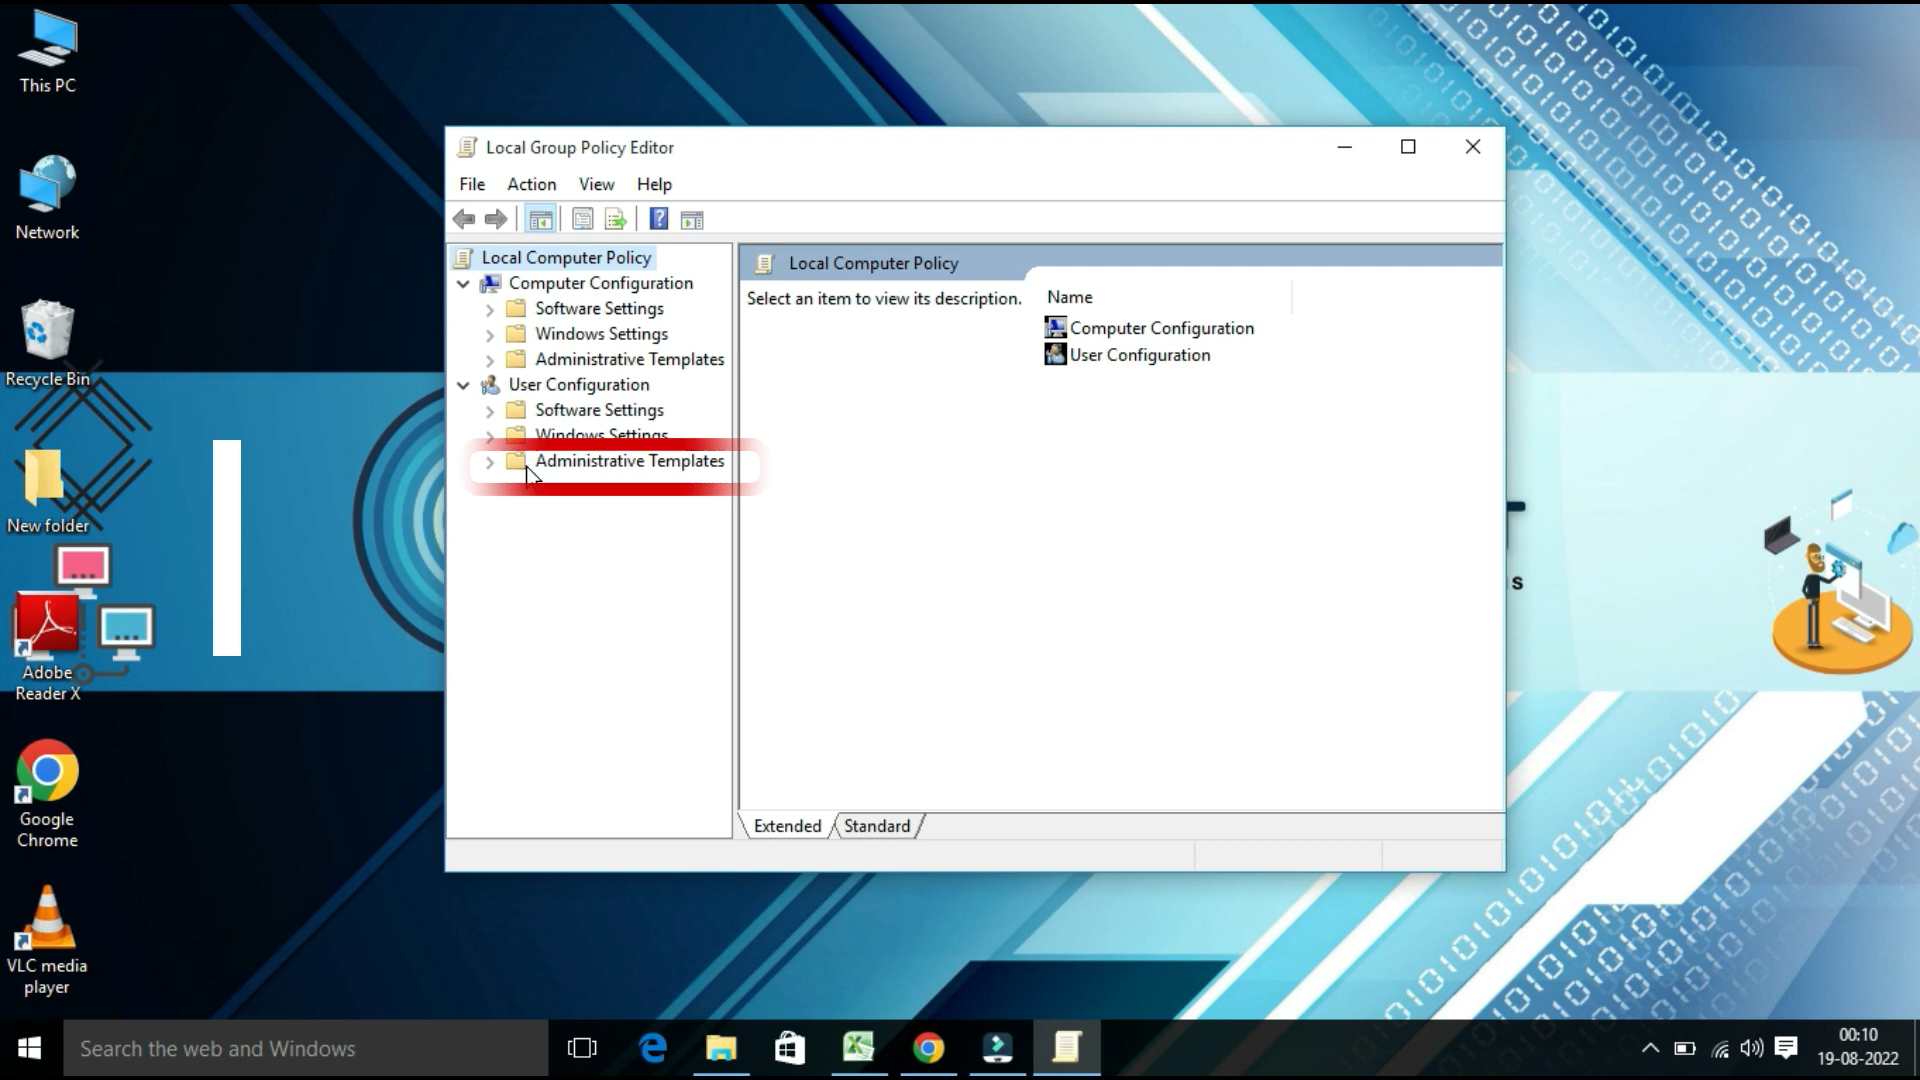 This PC
Network
Recycle Bin
New folder
Adobe
Reader X
Google
Chrome
VLC media
player
Local Group Policy Editor
File Action View Help
Local Computer Policy
Computer Configuration
Software Settings
Windows Settings
Administrative Templates
User Configuration
Software Settings
Windows Settings
Administrative Templates
Local Computer Policy
Select an item to view its description.
Name
Computer Configuration
User Configuration
Extended Standard
s
Search the web and Windows
00:10
19-08-2022